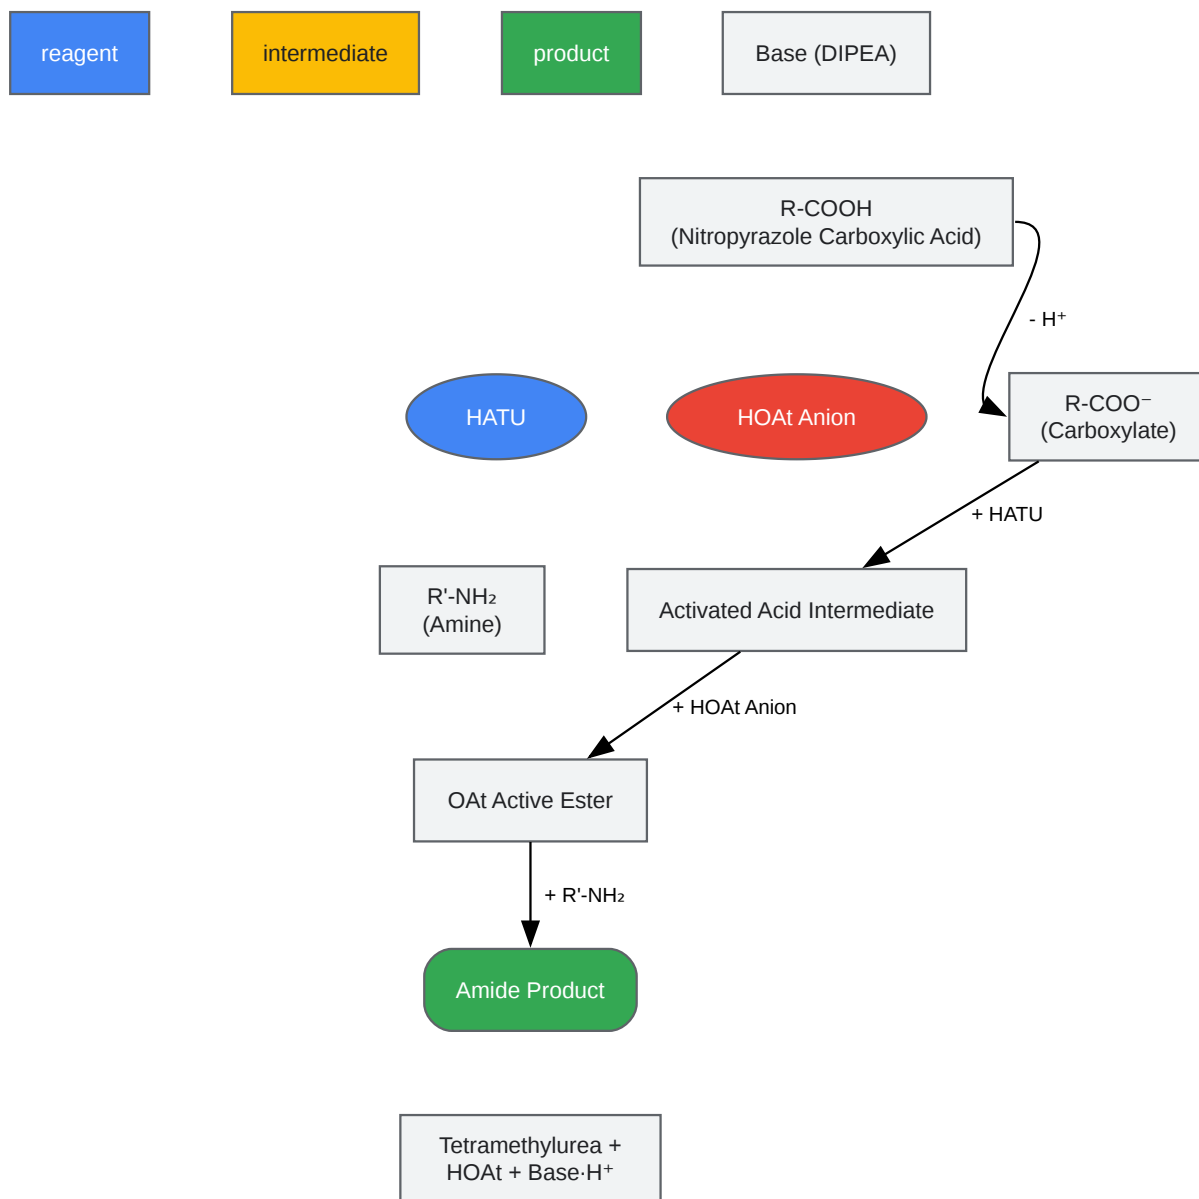 reagent
intermediate
product
Base (DIPEA)
R-COOH
(Nitropyrazole Carboxylic Acid)
- H⁺
HATU
HOAt Anion
R-COO⁻
(Carboxylate)
+ HATU
R'-NH₂
(Amine)
Activated Acid Intermediate
+ HOAt Anion
OAt Active Ester
+ R'-NH₂
Amide Product
Tetramethylurea +
HOAt + Base·H⁺